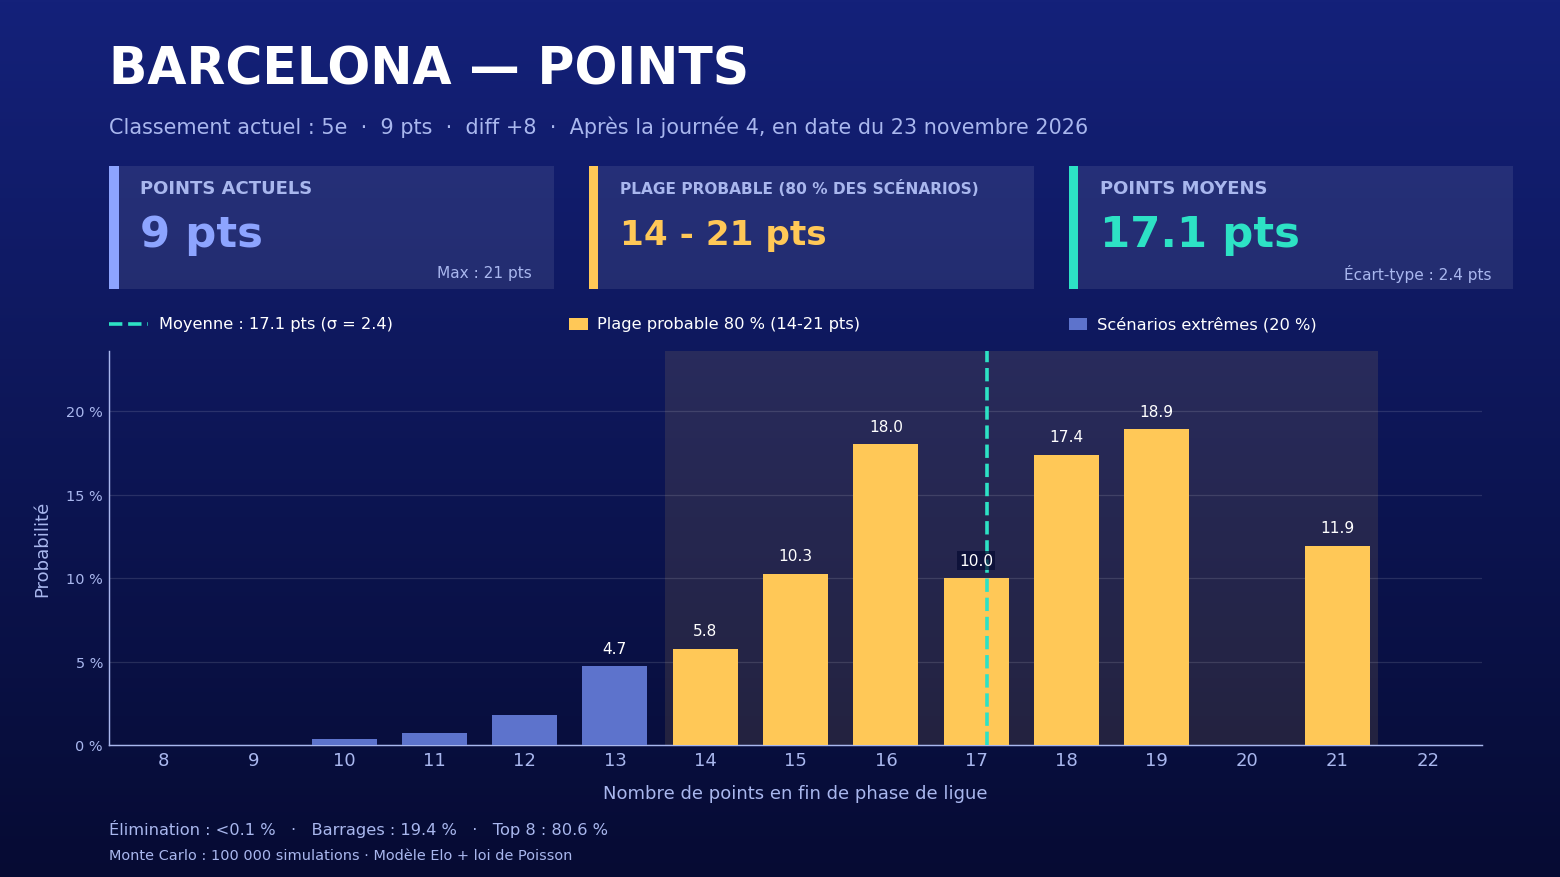 BARCELONA — POINTS
Classement actuel : 5e · 9 pts · diff +8 · Après la journée 4, en date du 23 novembre 2026
POINTS ACTUELS
9 pts
Max : 21 pts
PLAGE PROBABLE (80 % DES SCÉNARIOS)
14 - 21 pts
POINTS MOYENS
17.1 pts
Écart-type : 2.4 pts
Moyenne : 17.1 pts (σ = 2.4)
Plage probable 80 % (14-21 pts)
Scénarios extrêmes (20 %)
Probabilité
20 %
15 %
10 %
5 %
0 %
4.7
5.8
10.3
18.0
10.0
17.4
18.9
11.9
8 9 10 11 12 13 14 15 16 17 18 19 20 21 22
Nombre de points en fin de phase de ligue
Élimination : <0.1 % · Barrages : 19.4 % · Top 8 : 80.6 %
Monte Carlo : 100 000 simulations · Modèle Elo + loi de Poisson